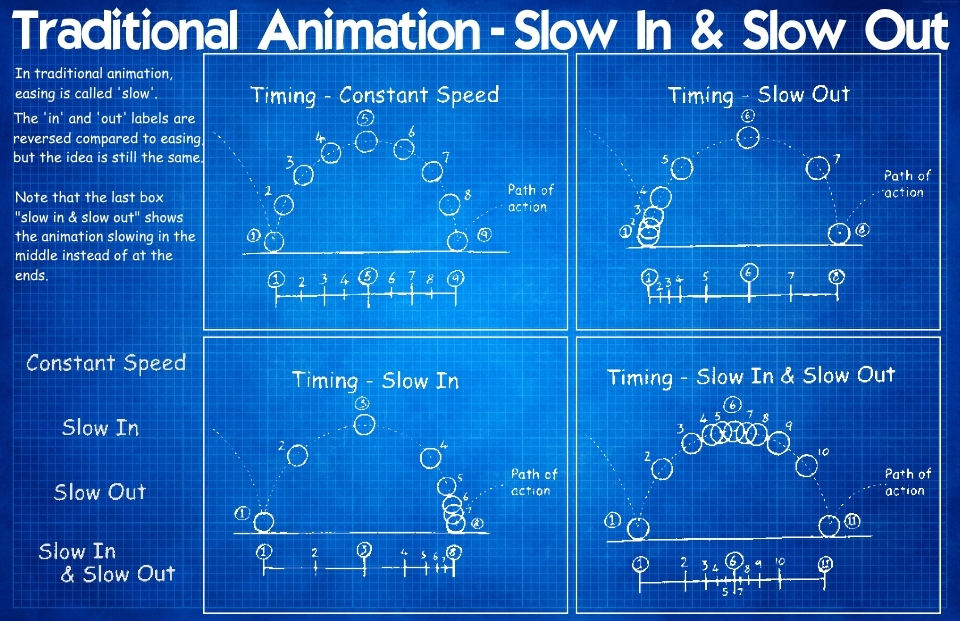 Traditional Animation - Slow In & Slow Out
In traditional animation,
easing is called 'slow'.
The 'in' and 'out' labels are
reversed compared to easing,
but the idea is still the same.
Note that the last box
"slow in & slow out" shows
the animation slowing in the
middle instead of at the
ends.
Constant Speed
Slow In
Slow Out
Slow In
& Slow Out
Timing - Constant Speed
5
4 6
3 7
2 8
1 9
Path of
action
1 2 3 4 5 6 7 8 9
Timing - Slow Out
6
5 7
4
3
2
1 8
Path of
action
1 2 3 4 5 6 7 8
Timing - Slow In
3
2 4
5
6
7
1 8
Path of
action
1 2 3 4 5 6 7 8
Timing - Slow In & Slow Out
6
4 5 7 8
3 9
2 10
1 11
Path of
action
1 2 3 4 6 8 9 10 11
5 7